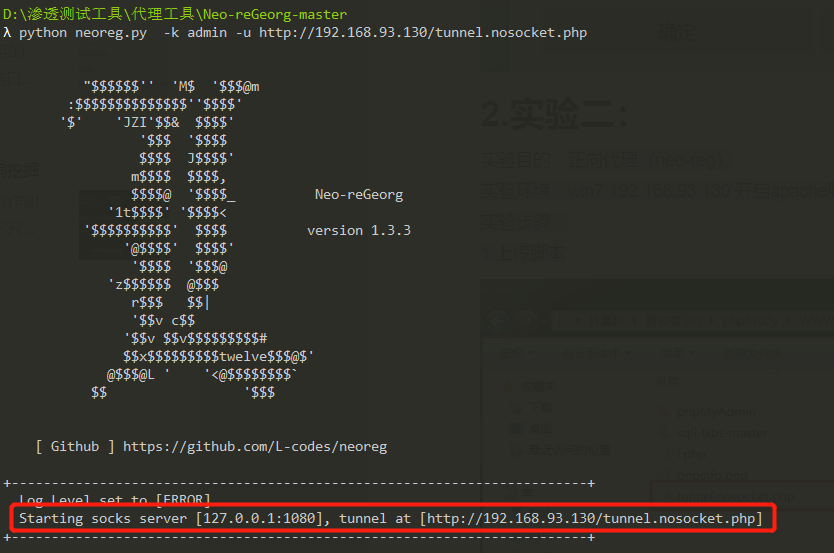 D:\渗透测试工具\代理工具\Neo-reGeorg-master
λ python neoreg.py  -k admin -u http://192.168.93.130/tunnel.nosocket.php
"$$$$$$''  'M$  '$$$@m
:$$$$$$$$$$$$$$''$$$$'
'$'    'JZI'$$&  $$$$'
'$$$  '$$$$
$$$$  J$$$$'
m$$$$  $$$$,
$$$$@  '$$$$_          Neo-reGeorg
'1t$$$$' '$$$$<
'$$$$$$$$$$'  $$$$          version 1.3.3
'@$$$$'  $$$$'
'$$$$  '$$$@
'z$$$$$$  @$$$
r$$$   $$|
'$$v c$$
'$$v $$v$$$$$$$$$#
$$x$$$$$$$$$twelve$$$@$'
@$$$@L '    '<@$$$$$$$$`
$$                 '$$$
[ Github ] https://github.com/L-codes/neoreg
+------------------------------------------------------------------------+
Log Level set to [ERROR]
Starting socks server [127.0.0.1:1080], tunnel at [http://192.168.93.130/tunnel.nosocket.php]
+------------------------------------------------------------------------+
2.实验二：